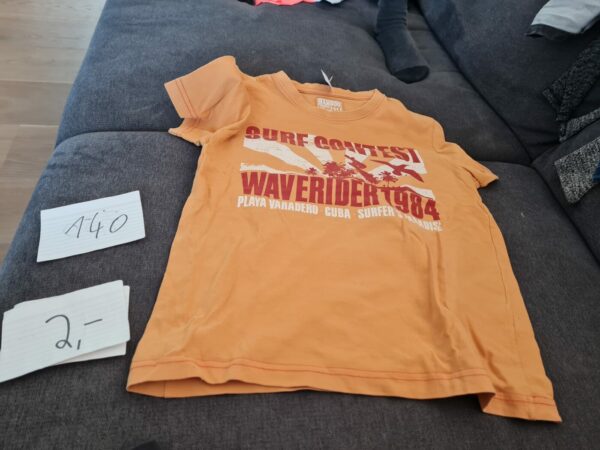 SURF CONTEST
WAVERIDER 1984
PLAYA VARADERO CUBA SURFER'S PARADISE
140
2,-